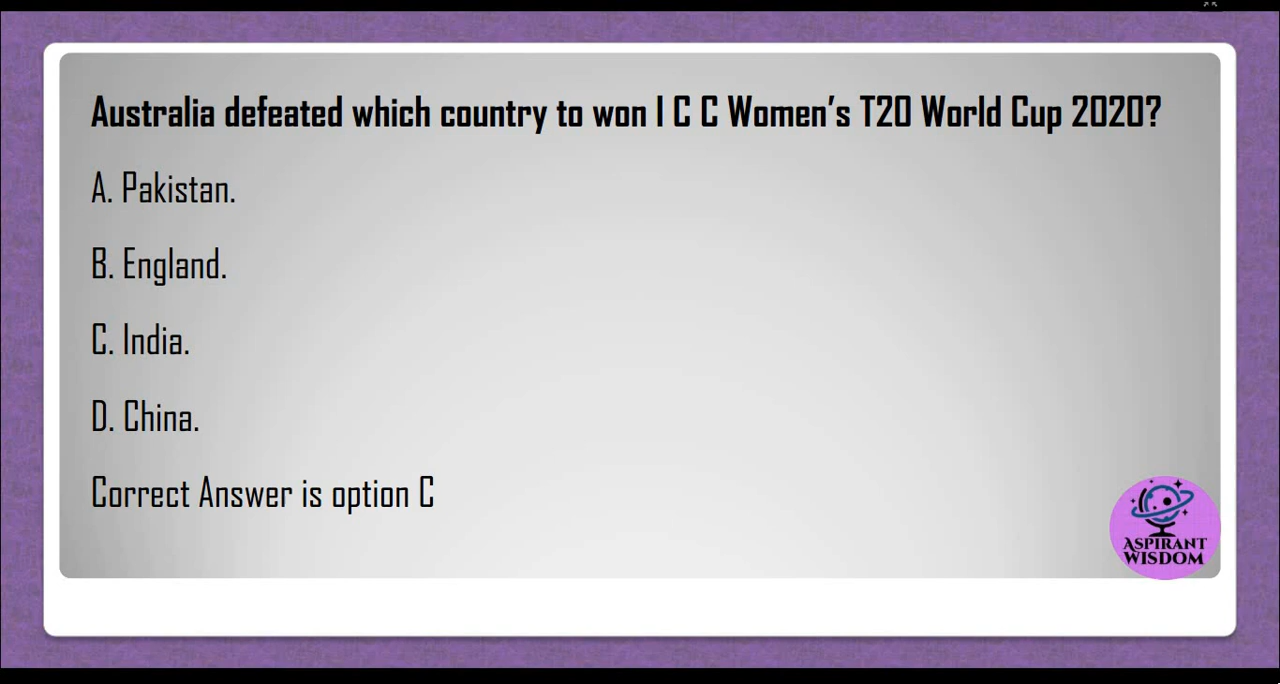 Australia defeated which country to won I C C Women’s T20 World Cup 2020?
A. Pakistan.
B. England.
C. India.
D. China.
Correct Answer is option C
ASPIRANT
WISDOM